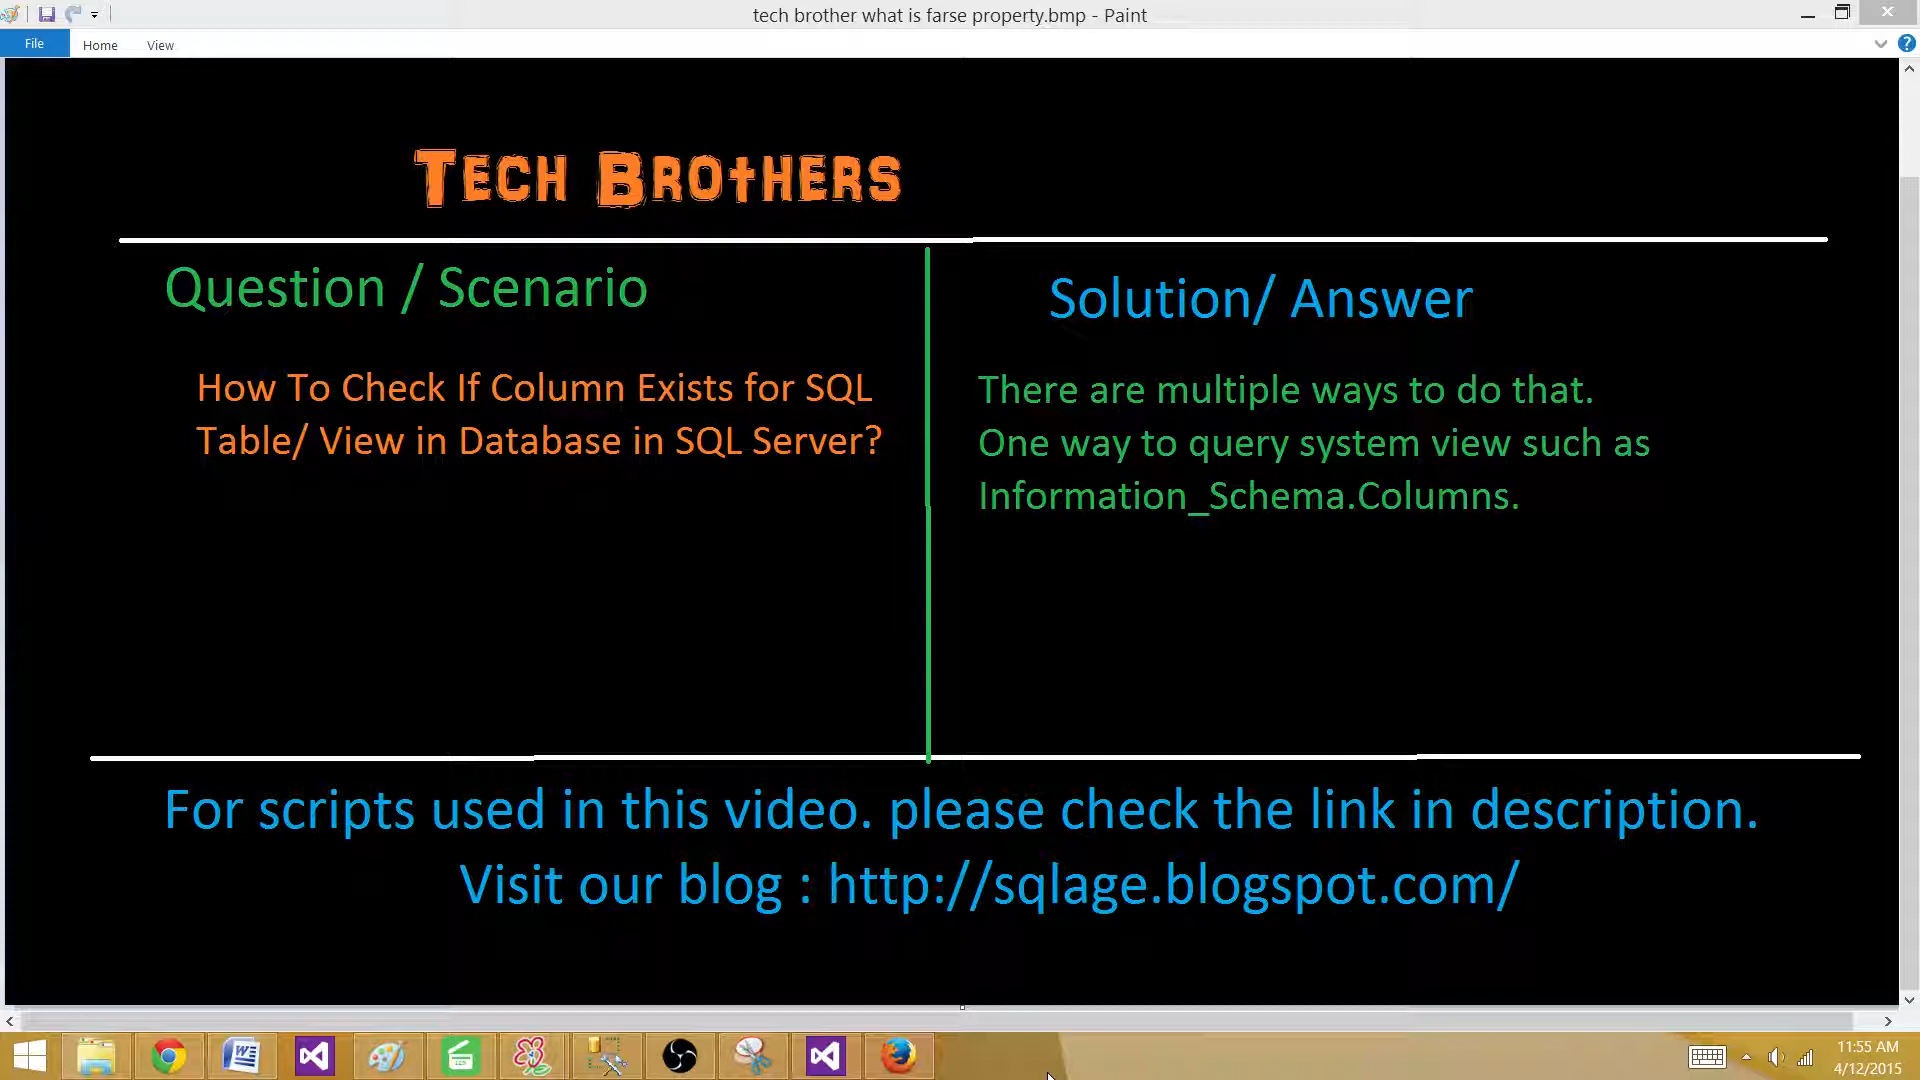 tech brother what is farse property.bmp - Paint
File Home View
Tech Brothers
Question / Scenario
How To Check If Column Exists for SQL
Table/ View in Database in SQL Server?
Solution/ Answer
There are multiple ways to do that.
One way to query system view such as
Information_Schema.Columns.
For scripts used in this video. please check the link in description.
Visit our blog : http://sqlage.blogspot.com/
11:55 AM
4/12/2015